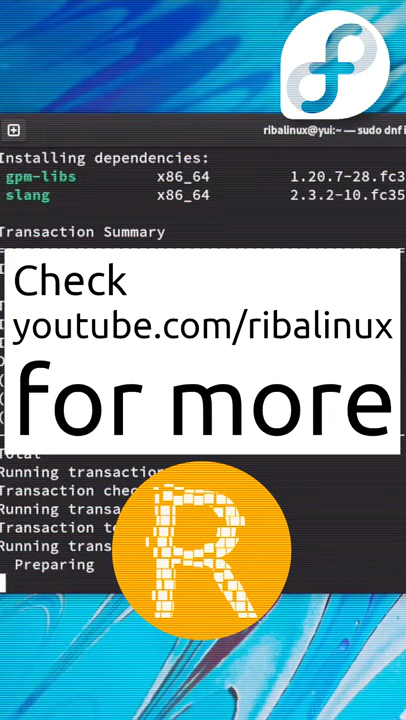 ribalinux@yui:~ — sudo dnf i
Installing dependencies:
gpm-libs x86_64 1.20.7-28.fc3
slang x86_64 2.3.2-10.fc35
Transaction Summary
Check
youtube.com/ribalinux
for more
Total
Running transaction
Transaction chec
Running transa
Transaction te
Running trans
Preparing
R